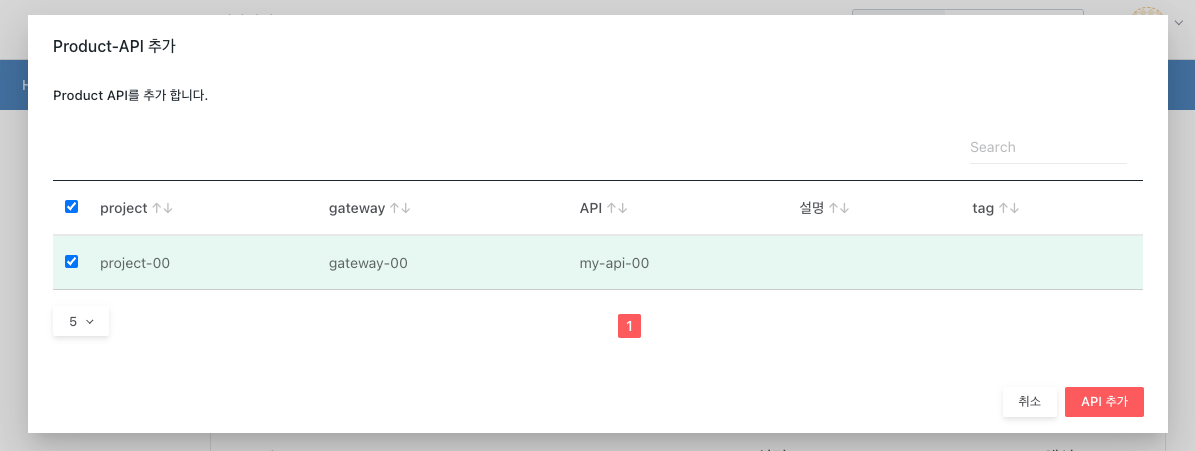 Product-API 추가
Product API를 추가 합니다.
Search
project ↑↓ gateway ↑↓ API ↑↓ 설명 ↑↓ tag ↑↓
project-00 gateway-00 my-api-00
5 1
취소 API 추가